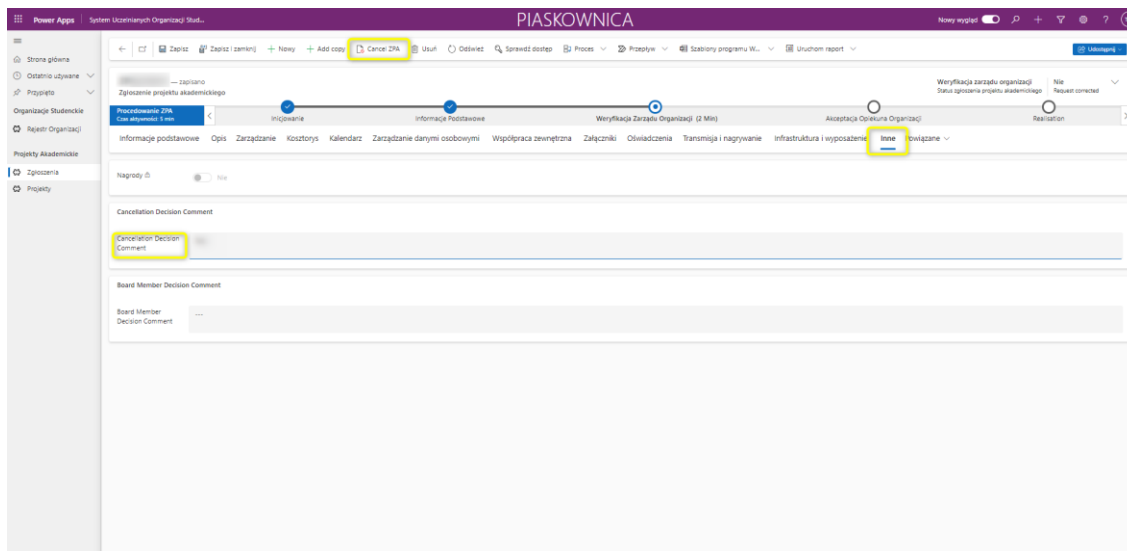 Power Apps System Uczelnianych Organizacji Stud... PIASKOWNICA Nowy wygląd
Zapisz Zapisz i zamknij Nowy Add copy Cancel ZPA Usuń Odśwież Sprawdź dostęp Proces Przepływ Szablony programu W... Uruchom raport Udostępnij
Strona główna
Ostatnio używane
Przypięto
Organizacje Studenckie
Rejestr Organizacji
Projekty Akademickie
Zgłoszenia
Projekty
— zapisano
Zgłoszenie projektu akademickiego
Weryfikacja zarządu organizacji
Status zgłoszenia projektu akademickiego
Nie
Request corrected
Procedowanie ZPA
Czas aktywności: 5 min
Inicjowanie
Informacje Podstawowe
Weryfikacja Zarządu Organizacji (2 Min)
Akceptacja Opiekuna Organizacji
Realisation
Informacje podstawowe Opis Zarządzanie Kosztorys Kalendarz Zarządzanie danymi osobowymi Współpraca zewnętrzna Załączniki Oświadczenia Transmisja i nagrywanie Infrastruktura i wyposażenie Inne Powiązane
Nagrody Nie
Cancellation Decision Comment
Cancellation Decision
Comment
Board Member Decision Comment
Board Member
Decision Comment
---